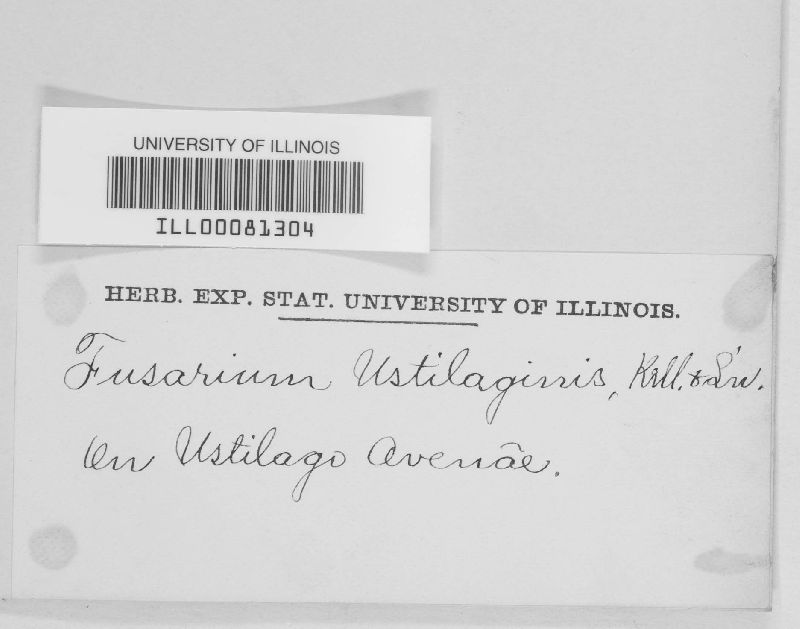 UNIVERSITY OF ILLINOIS
ILL00081304
HERB. EXP. STAT. UNIVERSITY OF ILLINOIS.
Fusarium Ustilaginis, Kell. & Sw.
On Ustilago Avenae.